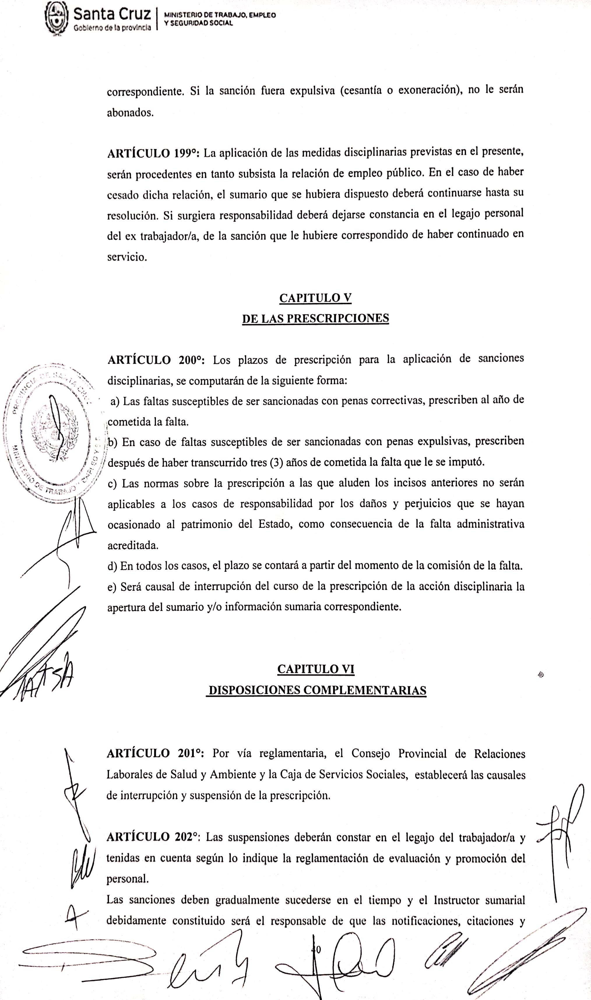 Santa Cruz
Gobierno de la provincia
MINISTERIO DE TRABAJO, EMPLEO
Y SEGURIDAD SOCIAL
correspondiente. Si la sanción fuera expulsiva (cesantía o exoneración), no le serán
abonados.
ARTÍCULO 199º: La aplicación de las medidas disciplinarias previstas en el presente,
serán procedentes en tanto subsista la relación de empleo público. En el caso de haber
cesado dicha relación, el sumario que se hubiera dispuesto deberá continuarse hasta su
resolución. Si surgiera responsabilidad deberá dejarse constancia en el legajo personal
del ex trabajador/a, de la sanción que le hubiere correspondido de haber continuado en
servicio.
CAPITULO V
DE LAS PRESCRIPCIONES
ARTÍCULO 200º: Los plazos de prescripción para la aplicación de sanciones
disciplinarias, se computarán de la siguiente forma:
a) Las faltas susceptibles de ser sancionadas con penas correctivas, prescriben al año de
cometida la falta.
b) En caso de faltas susceptibles de ser sancionadas con penas expulsivas, prescriben
después de haber transcurrido tres (3) años de cometida la falta que le se imputó.
c) Las normas sobre la prescripción a las que aluden los incisos anteriores no serán
aplicables a los casos de responsabilidad por los daños y perjuicios que se hayan
ocasionado al patrimonio del Estado, como consecuencia de la falta administrativa
acreditada.
d) En todos los casos, el plazo se contará a partir del momento de la comisión de la falta.
e) Será causal de interrupción del curso de la prescripción de la acción disciplinaria la
apertura del sumario y/o información sumaria correspondiente.
PROVINCIA DE SANTA CRUZ
MINISTERIO DE TRABAJO EMPLEO Y
CAPITULO VI
DISPOSICIONES COMPLEMENTARIAS
ARTÍCULO 201º: Por vía reglamentaria, el Consejo Provincial de Relaciones
Laborales de Salud y Ambiente y la Caja de Servicios Sociales, establecerá las causales
de interrupción y suspensión de la prescripción.
ARTÍCULO 202º: Las suspensiones deberán constar en el legajo del trabajador/a y
tenidas en cuenta según lo indique la reglamentación de evaluación y promoción del
personal.
Las sanciones deben gradualmente sucederse en el tiempo y el Instructor sumarial
debidamente constituido será el responsable de que las notificaciones, citaciones y